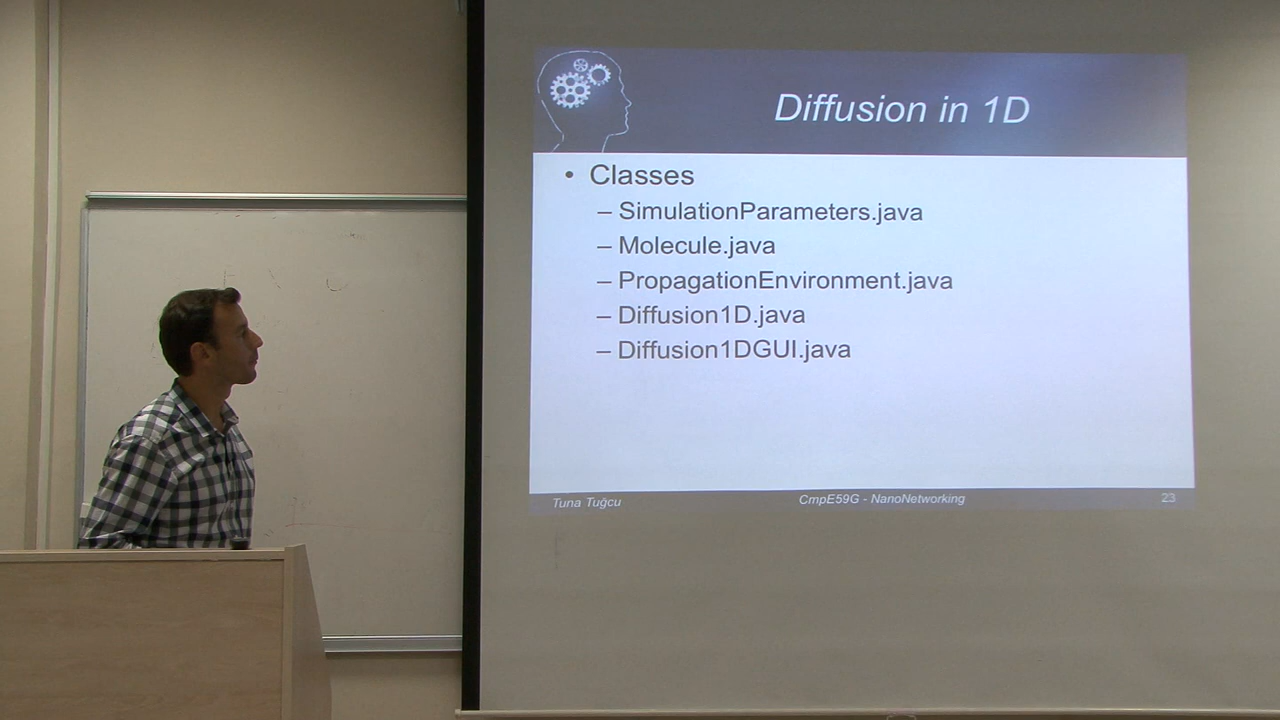 Diffusion in 1D
• Classes
– SimulationParameters.java
– Molecule.java
– PropagationEnvironment.java
– Diffusion1D.java
– Diffusion1DGUI.java
Tuna Tuğcu
CmpE59G - NanoNetworking
23